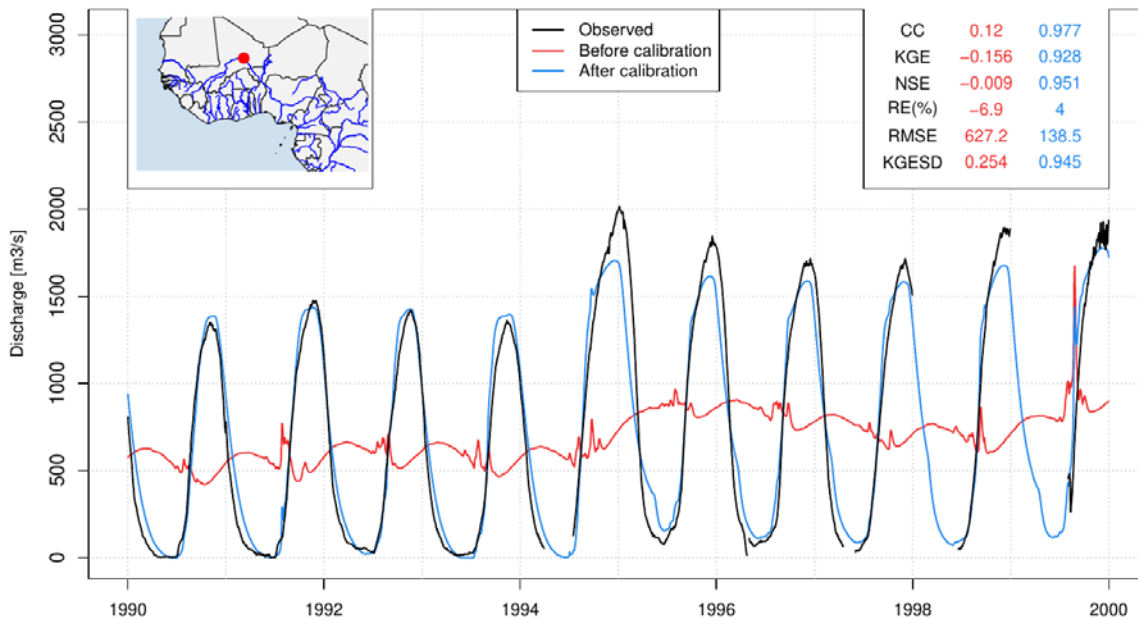 Observed
Before calibration
After calibration
CC 0.12 0.977
KGE −0.156 0.928
NSE −0.009 0.951
RE(%) −6.9 4
RMSE 627.2 138.5
KGESD 0.254 0.945
Discharge [m3/s]
3000
2500
2000
1500
1000
500
0
1990 1992 1994 1996 1998 2000